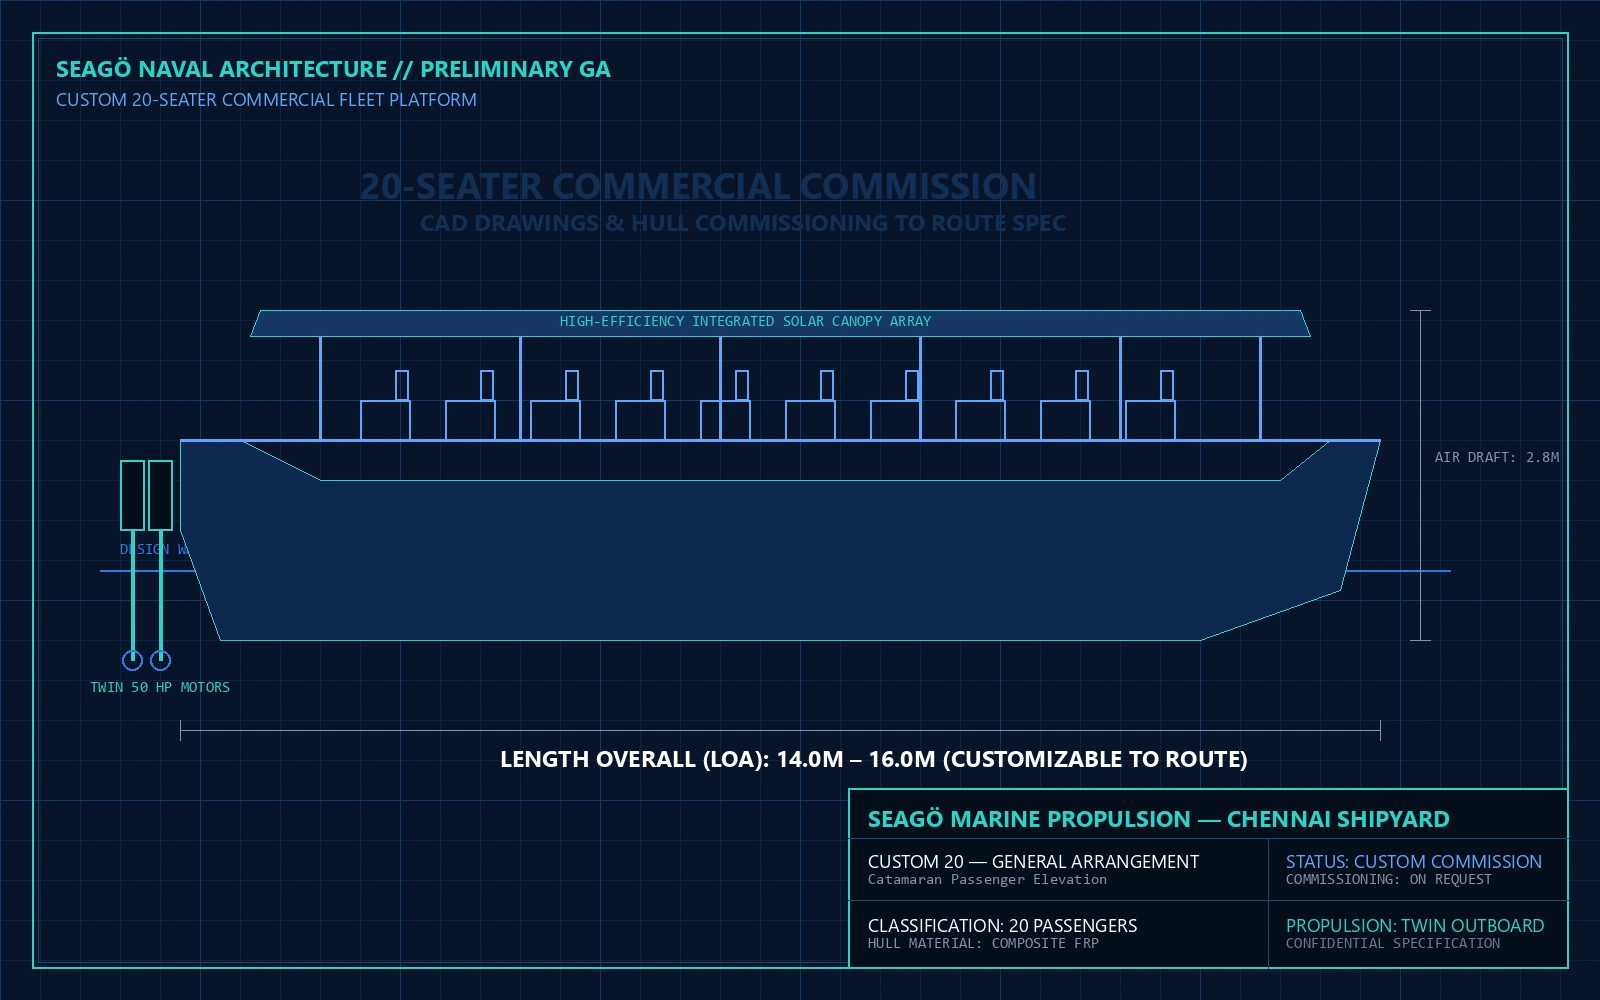 SEAGÖ NAVAL ARCHITECTURE // PRELIMINARY GA
CUSTOM 20-SEATER COMMERCIAL FLEET PLATFORM
20-SEATER COMMERCIAL COMMISSION
CAD DRAWINGS & HULL COMMISSIONING TO ROUTE SPEC
HIGH-EFFICIENCY INTEGRATED SOLAR CANOPY ARRAY
AIR DRAFT: 2.8M
DESIGN
TWIN 50 HP MOTORS
LENGTH OVERALL (LOA): 14.0M – 16.0M (CUSTOMIZABLE TO ROUTE)
SEAGÖ MARINE PROPULSION — CHENNAI SHIPYARD
CUSTOM 20 — GENERAL ARRANGEMENT
Catamaran Passenger Elevation
STATUS: CUSTOM COMMISSION
COMMISSIONING: ON REQUEST
CLASSIFICATION: 20 PASSENGERS
HULL MATERIAL: COMPOSITE FRP
PROPULSION: TWIN OUTBOARD
CONFIDENTIAL SPECIFICATION